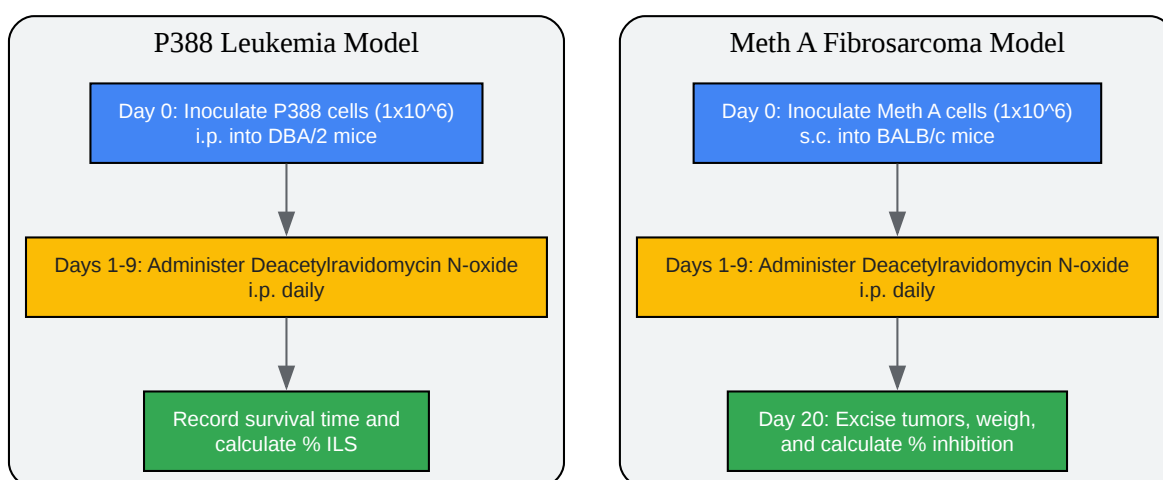 P388 Leukemia Model
Day 0: Inoculate P388 cells (1x10^6)
i.p. into DBA/2 mice
Days 1-9: Administer Deacetylravidomycin N-oxide
i.p. daily
Record survival time and
calculate % ILS
Meth A Fibrosarcoma Model
Day 0: Inoculate Meth A cells (1x10^6)
s.c. into BALB/c mice
Days 1-9: Administer Deacetylravidomycin N-oxide
i.p. daily
Day 20: Excise tumors, weigh,
and calculate % inhibition